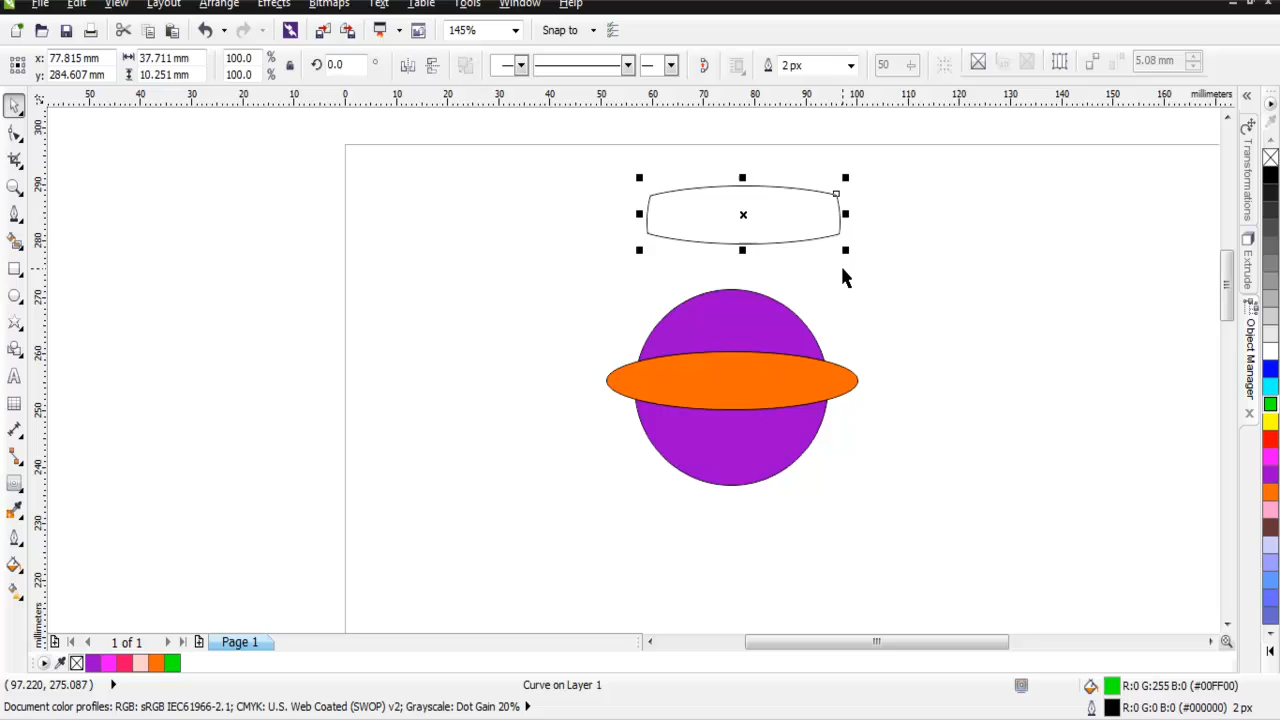 File Edit View Layout Arrange Effects Bitmaps Text Table Tools Window Help
145% Snap to
x: 77.815 mm 37.711 mm 100.0 % 0.0 ° 2 px 50 5.08 mm
y: 284.607 mm 10.251 mm 100.0 %
50 40 30 20 10 0 10 20 30 40 50 60 70 80 90 100 110 120 130 140 150 160 millimeters
300
290
280
270
260
250
240
230
220
millimeters
Transformations
Extrude
Object Manager
1 of 1 Page 1
( 97.220, 275.087 ) Curve on Layer 1 R:0 G:255 B:0 (#00FF00)
Document color profiles: RGB: sRGB IEC61966-2.1; CMYK: U.S. Web Coated (SWOP) v2; Grayscale: Dot Gain 20% R:0 G:0 B:0 (#000000) 2 px